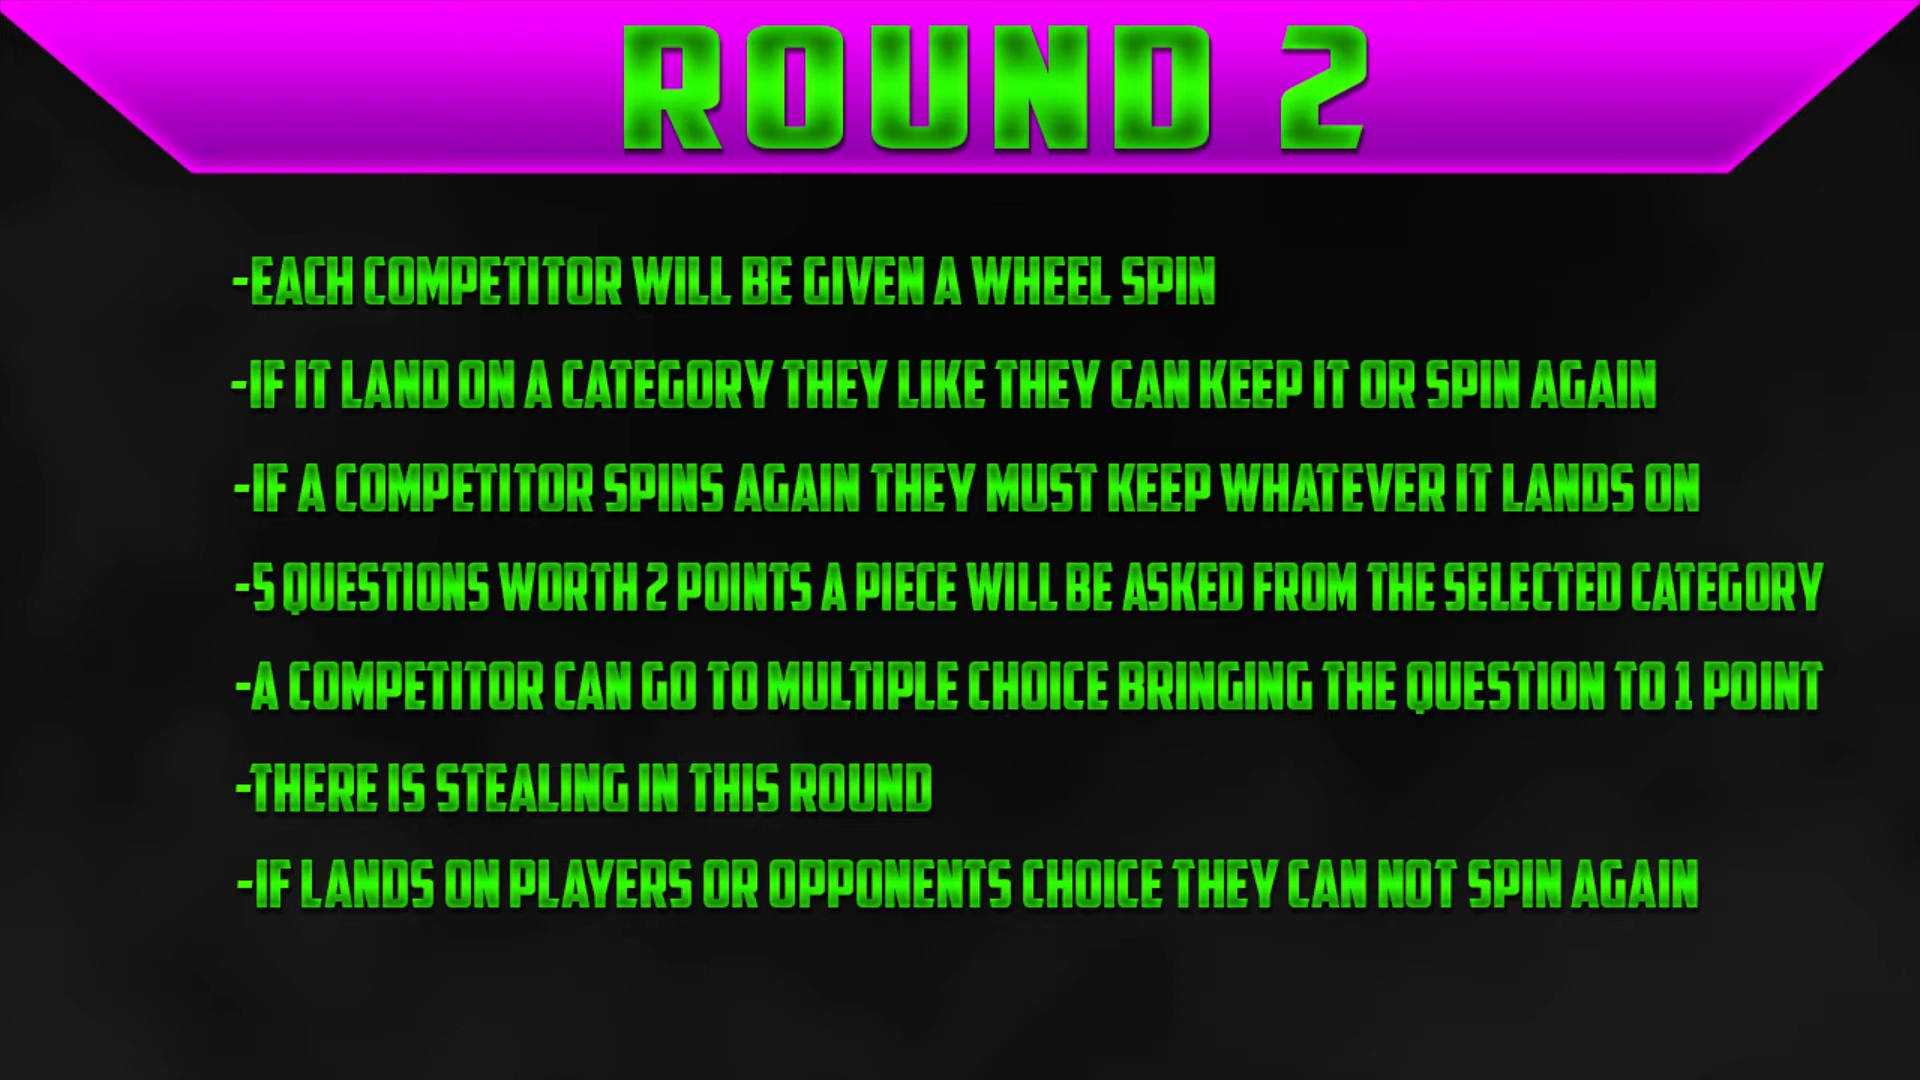 ROUND 2
-EACH COMPETITOR WILL BE GIVEN A WHEEL SPIN
-IF IT LAND ON A CATEGORY THEY LIKE THEY CAN KEEP IT OR SPIN AGAIN
-IF A COMPETITOR SPINS AGAIN THEY MUST KEEP WHATEVER IT LANDS ON
-5 QUESTIONS WORTH 2 POINTS A PIECE WILL BE ASKED FROM THE SELECTED CATEGORY
-A COMPETITOR CAN GO TO MULTIPLE CHOICE BRINGING THE QUESTION TO 1 POINT
-THERE IS STEALING IN THIS ROUND
-IF LANDS ON PLAYERS OR OPPONENTS CHOICE THEY CAN NOT SPIN AGAIN